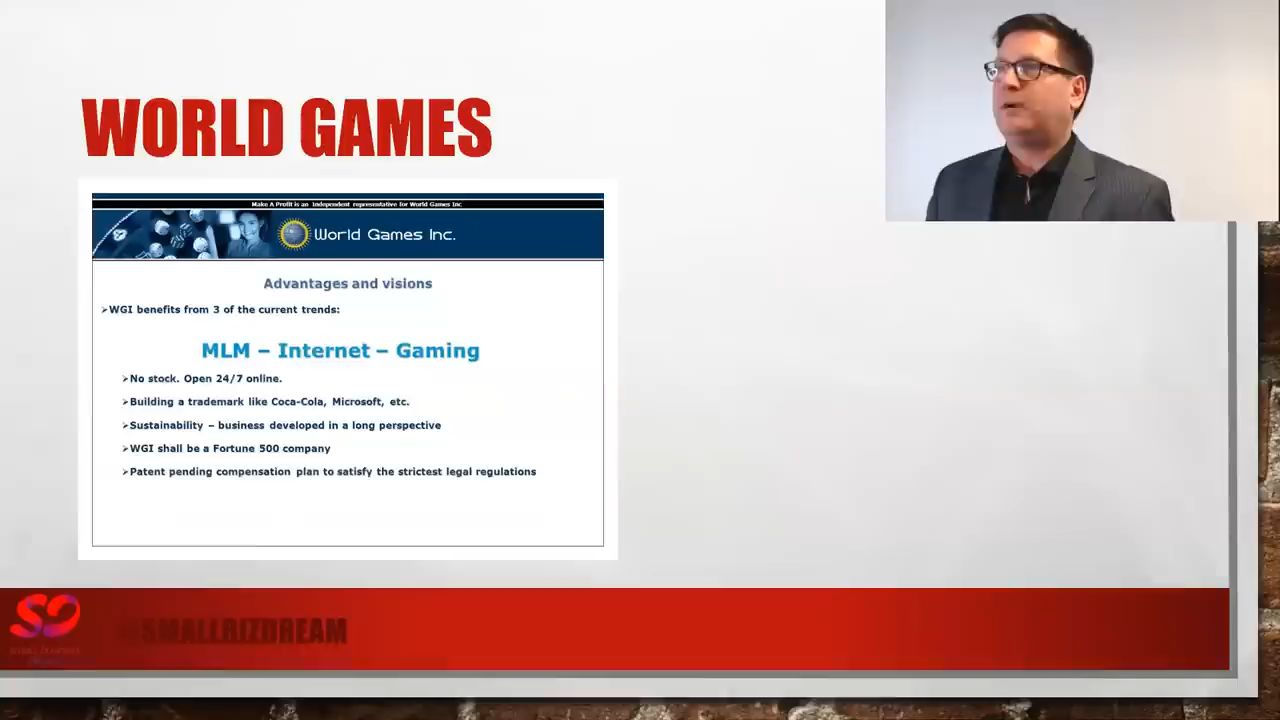 WORLD GAMES
Make A Profit is an Independent representative for World Games Inc
World Games Inc.
Advantages and visions
➢WGI benefits from 3 of the current trends:
MLM – Internet – Gaming
➢No stock. Open 24/7 online.
➢Building a trademark like Coca-Cola, Microsoft, etc.
➢Sustainability – business developed in a long perspective
➢WGI shall be a Fortune 500 company
➢Patent pending compensation plan to satisfy the strictest legal regulations
@SMALLBIZDREAM